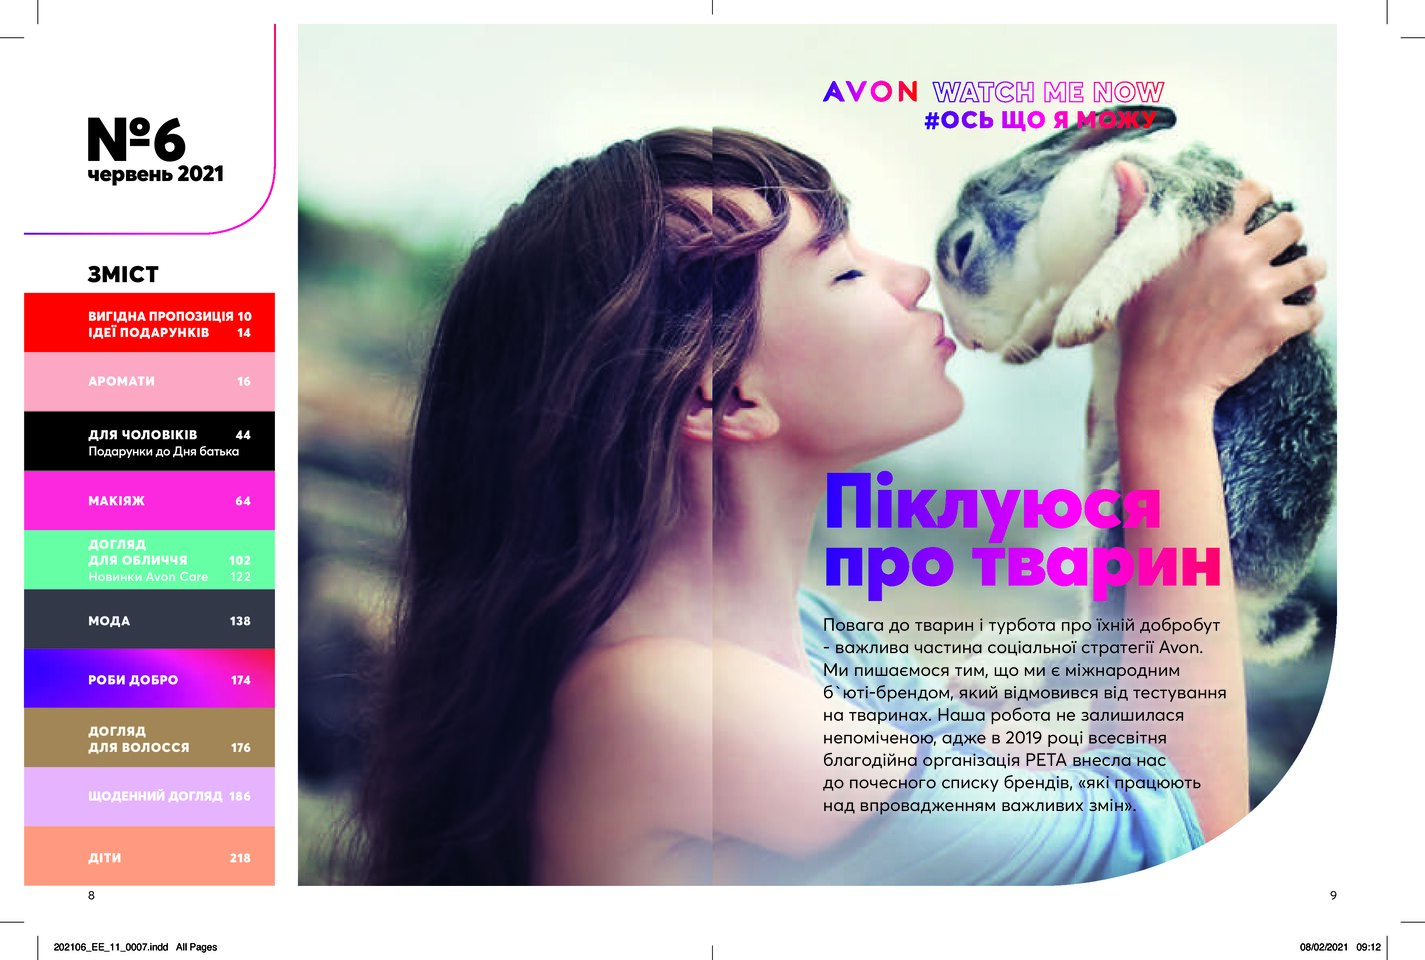 №6
червень 2021
ЗМІСТ
ВИГІДНА ПРОПОЗИЦІЯ 10
ІДЕЇ ПОДАРУНКІВ 14
АРОМАТИ 16
ДЛЯ ЧОЛОВІКІВ 44
Подарунки до Дня батька
МАКІЯЖ 64
ДОГЛЯД
ДЛЯ ОБЛИЧЧЯ 102
Новинки Avon Care 122
МОДА 138
РОБИ ДОБРО 174
ДОГЛЯД
ДЛЯ ВОЛОССЯ 176
ЩОДЕННИЙ ДОГЛЯД 186
ДІТИ 218
8
AVON WATCH ME NOW
#ОСЬ ЩО Я МОЖУ
Піклуюся
про тварин
Повага до тварин і турбота про їхній добробут
- важлива частина соціальної стратегії Avon.
Ми пишаємося тим, що ми є міжнародним
б`юті-брендом, який відмовився від тестування
на тваринах. Наша робота не залишилася
непоміченою, адже в 2019 році всесвітня
благодійна організація PETA внесла нас
до почесного списку брендів, «які працюють
над впровадженням важливих змін».
9
202106_EE_11_0007.indd All Pages
08/02/2021 09:12